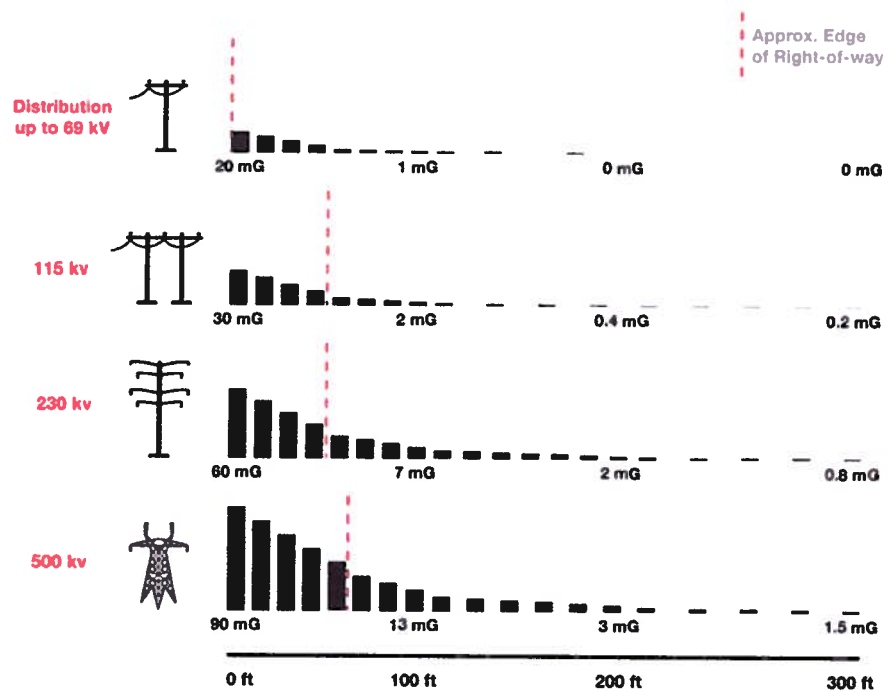 Approx. Edge
of Right-of-way
Distribution
up to 69 kV
20 mG 1 mG 0 mG 0 mG
115 kv
30 mG 2 mG 0.4 mG 0.2 mG
230 kv
60 mG 7 mG 2 mG 0.8 mG
500 kv
90 mG 13 mG 3 mG 1.5 mG
0 ft 100 ft 200 ft 300 ft